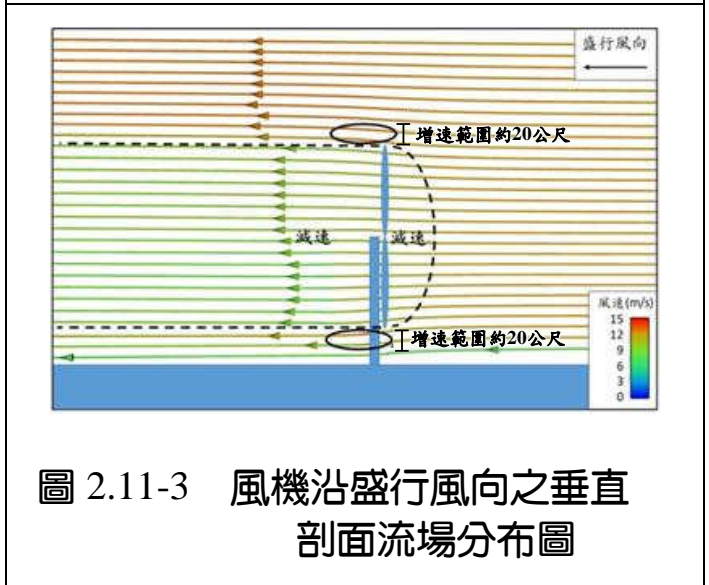 盛行風向
增速範圍約20公尺
減速 減速
風速(m/s)
15
12
9
6
3
0
增速範圍約20公尺
圖 2.11-3 風機沿盛行風向之垂直
剖面流場分布圖